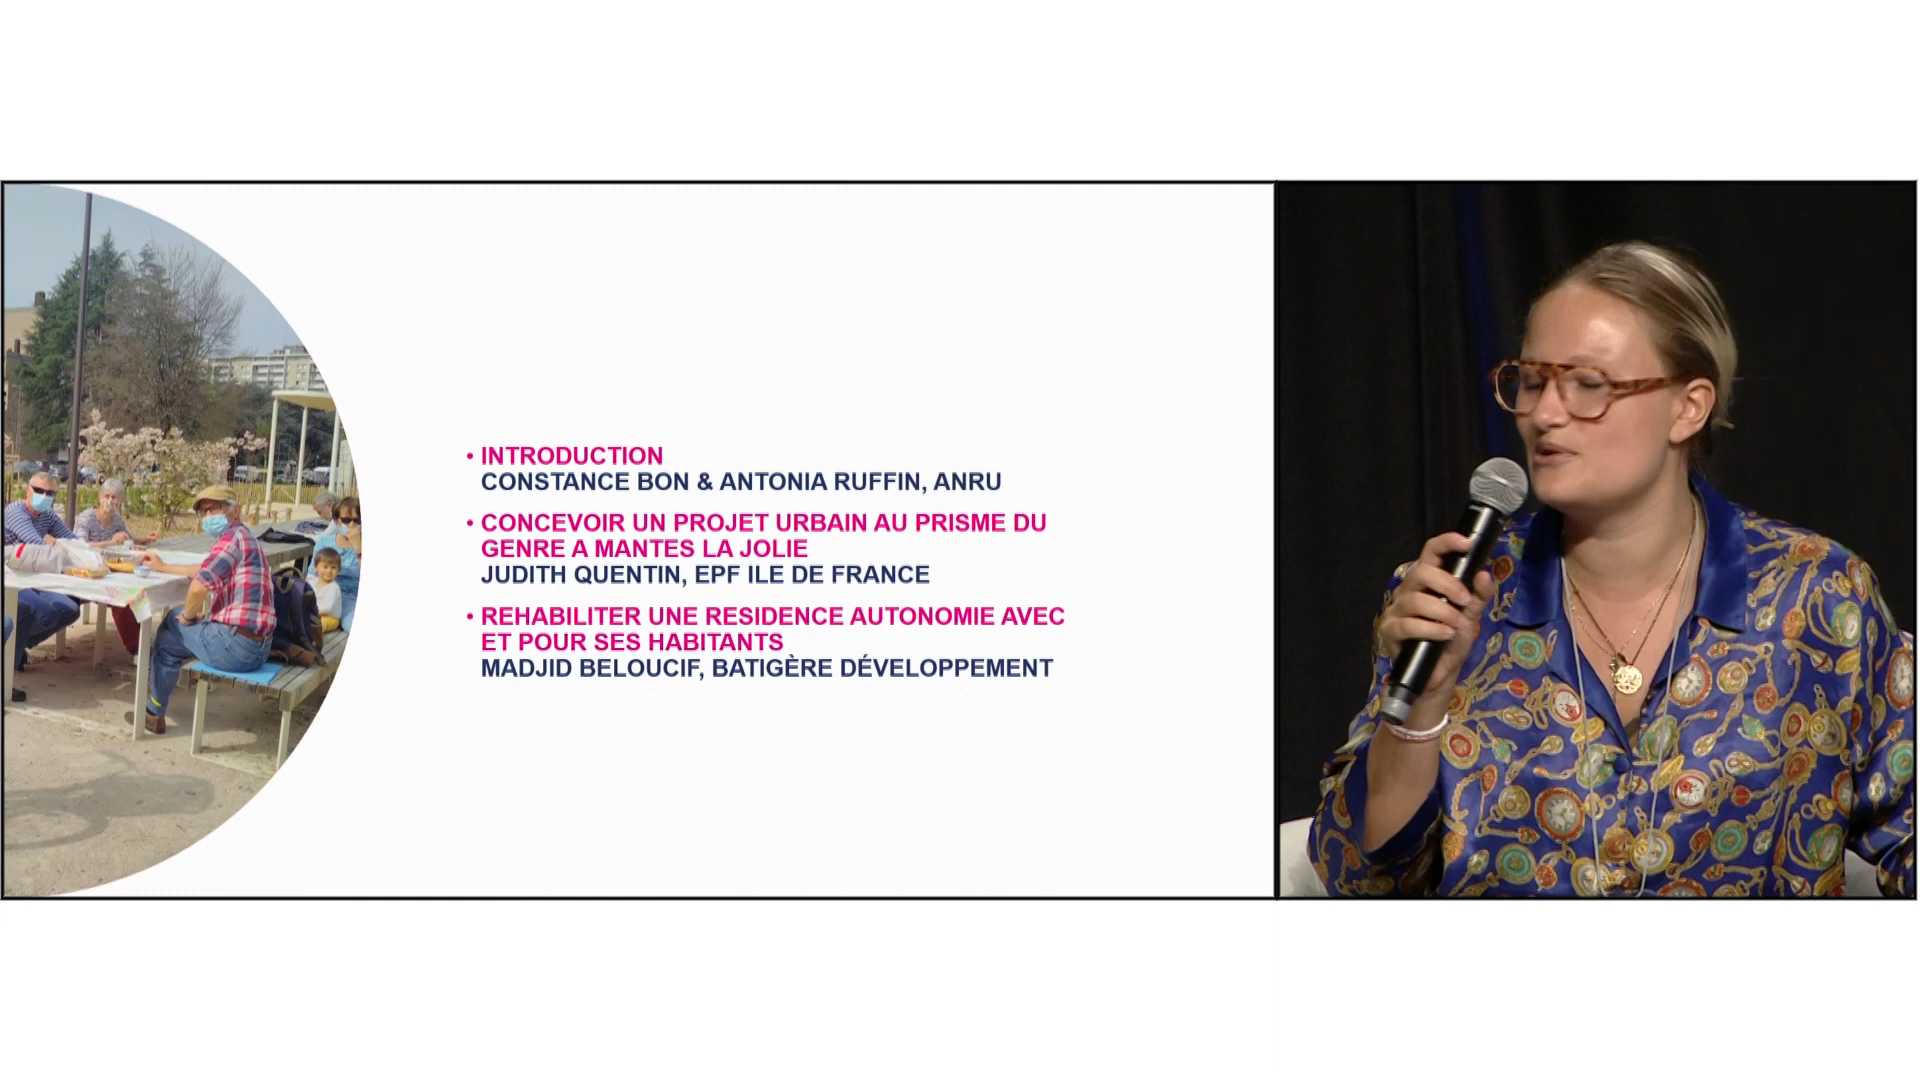 • INTRODUCTION
CONSTANCE BON & ANTONIA RUFFIN, ANRU
• CONCEVOIR UN PROJET URBAIN AU PRISME DU
GENRE A MANTES LA JOLIE
JUDITH QUENTIN, EPF ILE DE FRANCE
• REHABILITER UNE RESIDENCE AUTONOMIE AVEC
ET POUR SES HABITANTS
MADJID BELOUCIF, BATIGÈRE DÉVELOPPEMENT